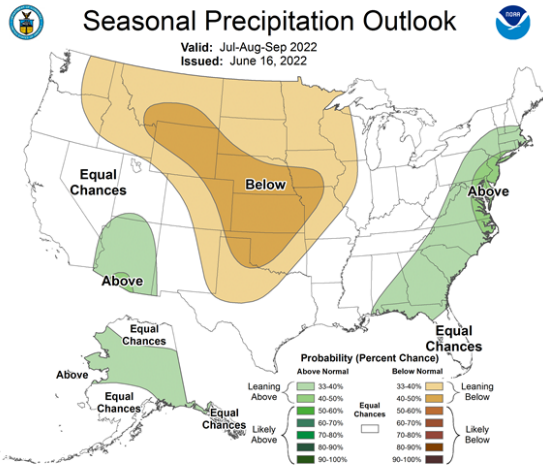 Seasonal Precipitation Outlook
NOAA
Valid: Jul-Aug-Sep 2022
Issued: June 16, 2022
Equal
Chances
Below
Above
Above
Equal
Chances
Equal
Chances
Above
Equal
Chances
Equal
Chances
Probability (Percent Chance)
Above Normal
Below Normal
Leaning
Above
33-40%
40-50%
50-60%
60-70%
70-80%
80-90%
90-100%
Likely
Above
Equal
Chances
33-40%
40-50%
50-60%
60-70%
70-80%
80-90%
90-100%
Leaning
Below
Likely
Below